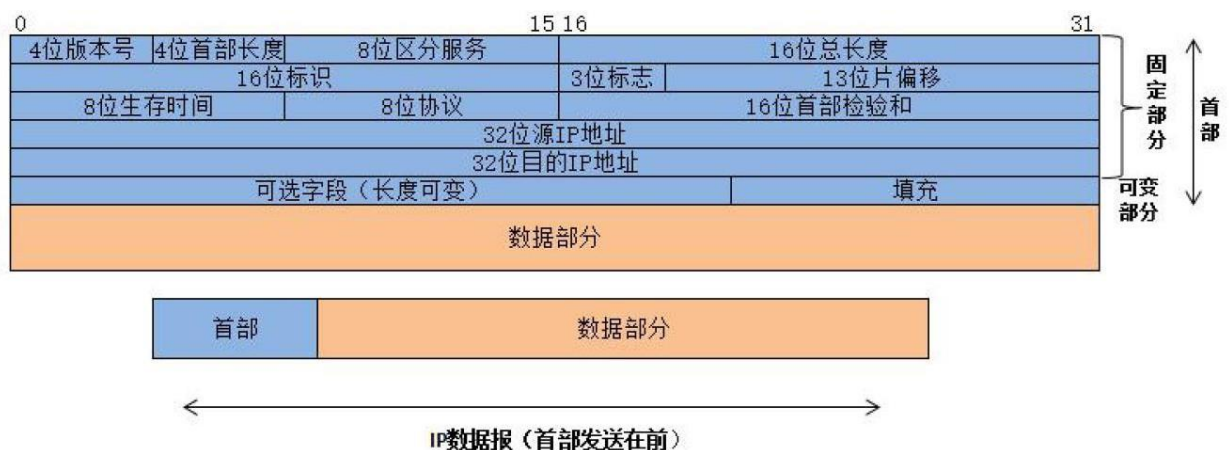 0 15 16 31
4位版本号 4位首部长度 8位区分服务 16位总长度
16位标识 3位标志 13位片偏移
8位生存时间 8位协议 16位首部检验和
32位源IP地址
32位目的IP地址
可选字段（长度可变） 填充
数据部分
固定部分
首部
可变
部分
首部 数据部分
IP数据报（首部发送在前）